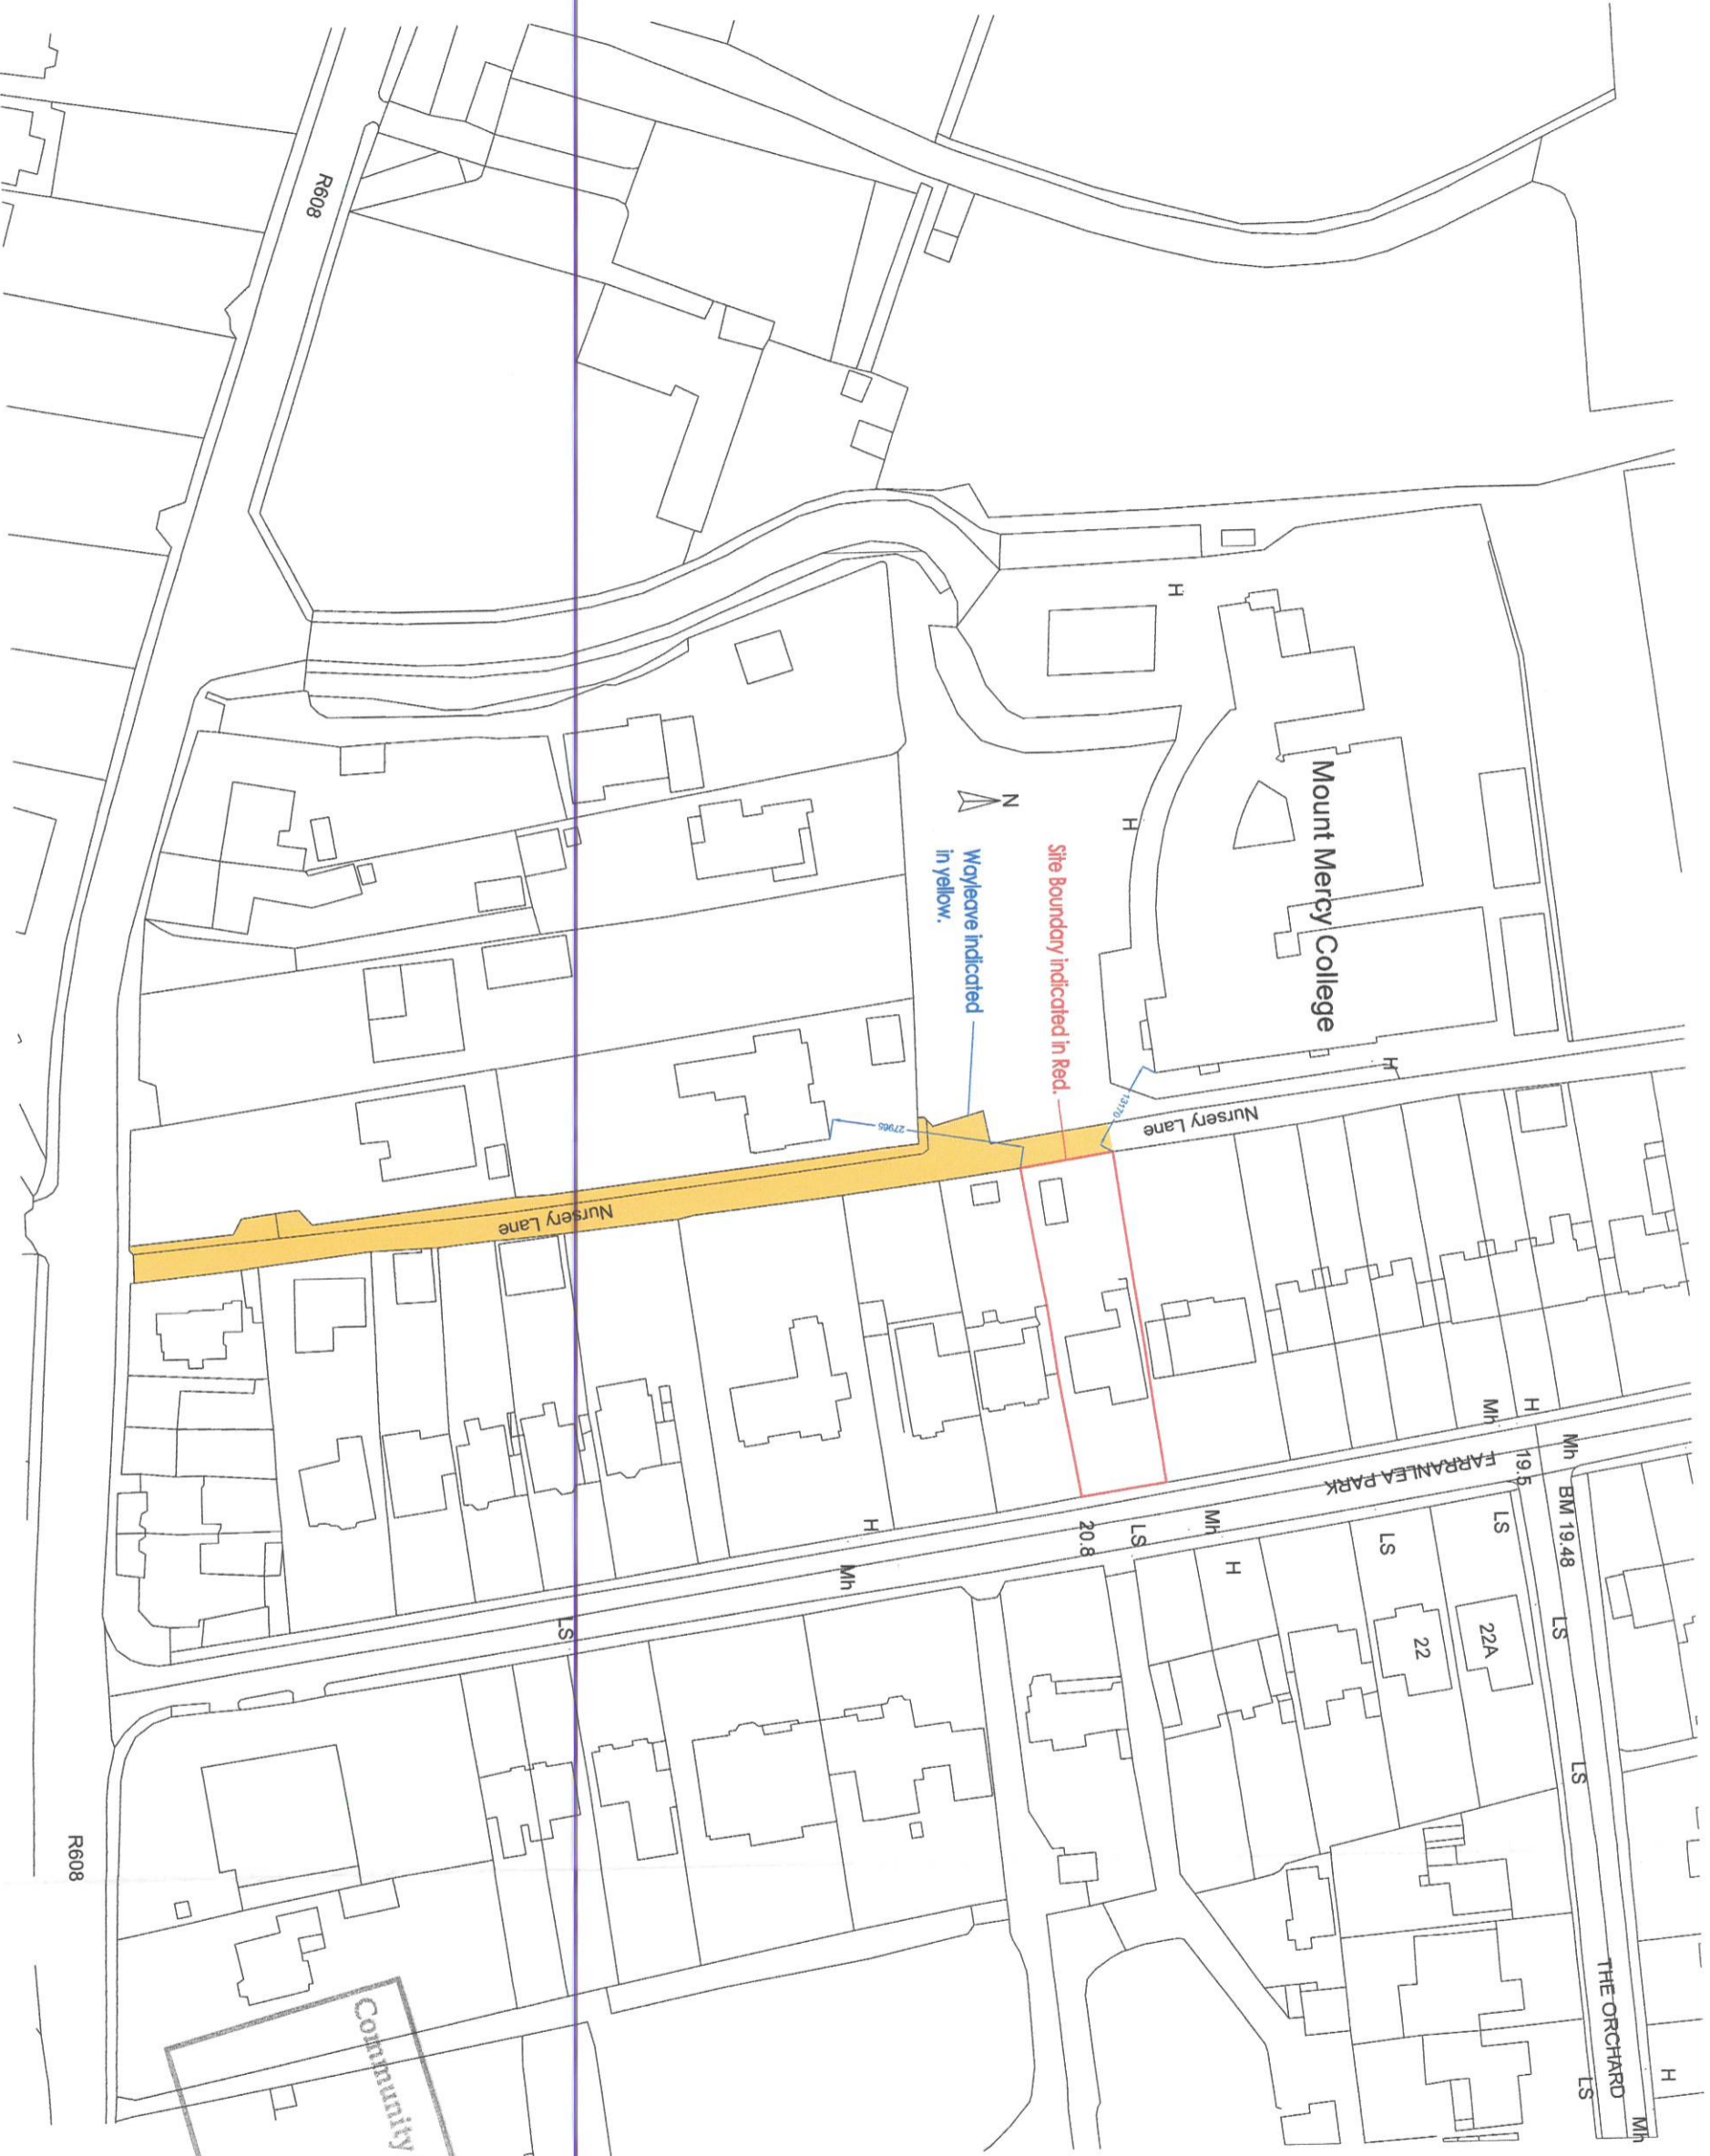 R608
H
Mount Mercy College
H
N
Site Boundary indicated in Red.
Wayleave indicated
in yellow.
H
13170
Nursery Lane
27965
Nursery Lane
H
Mh
Mh
19.5
BM 19.48
FARRANLEA PARK
LS
LS
Mh
H
LS
20.8
H
Mh
LS
22A
22
LS
LS
THE ORCHARD
LS
H
Mh
R608
Community